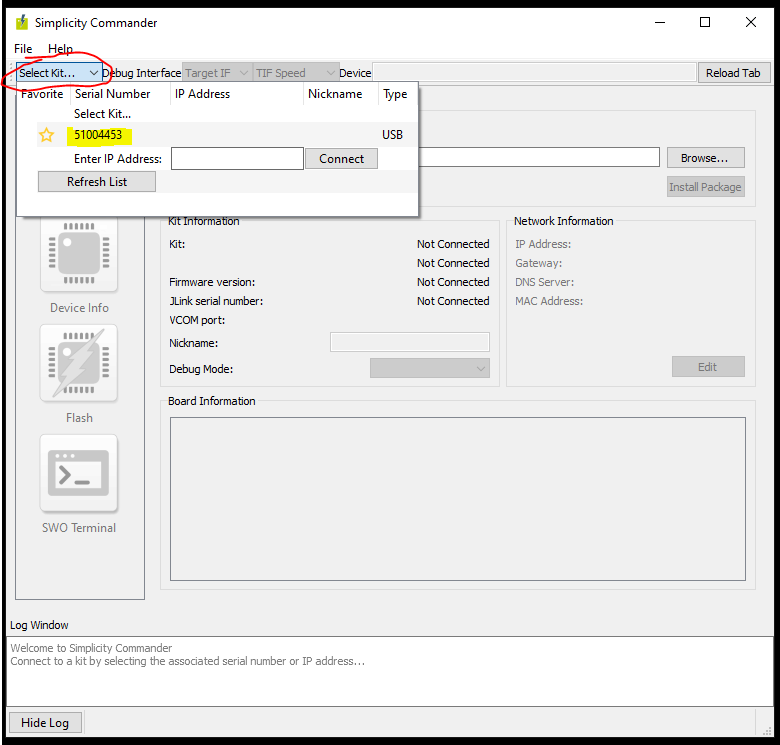 Simplicity Commander
File Help
Select Kit... Debug Interface Target IF TIF Speed Device Reload Tab
Favorite Serial Number IP Address Nickname Type
Select Kit...
51004453 USB
Enter IP Address: Connect Browse...
Refresh List Install Package
Kit Information Network Information
Kit: Not Connected IP Address:
Not Connected Gateway:
Firmware version: Not Connected DNS Server:
JLink serial number: Not Connected MAC Address:
Device Info
VCOM port:
Nickname:
Debug Mode: Edit
Board Information
Flash
SWO Terminal
Log Window
Welcome to Simplicity Commander
Connect to a kit by selecting the associated serial number or IP address...
Hide Log